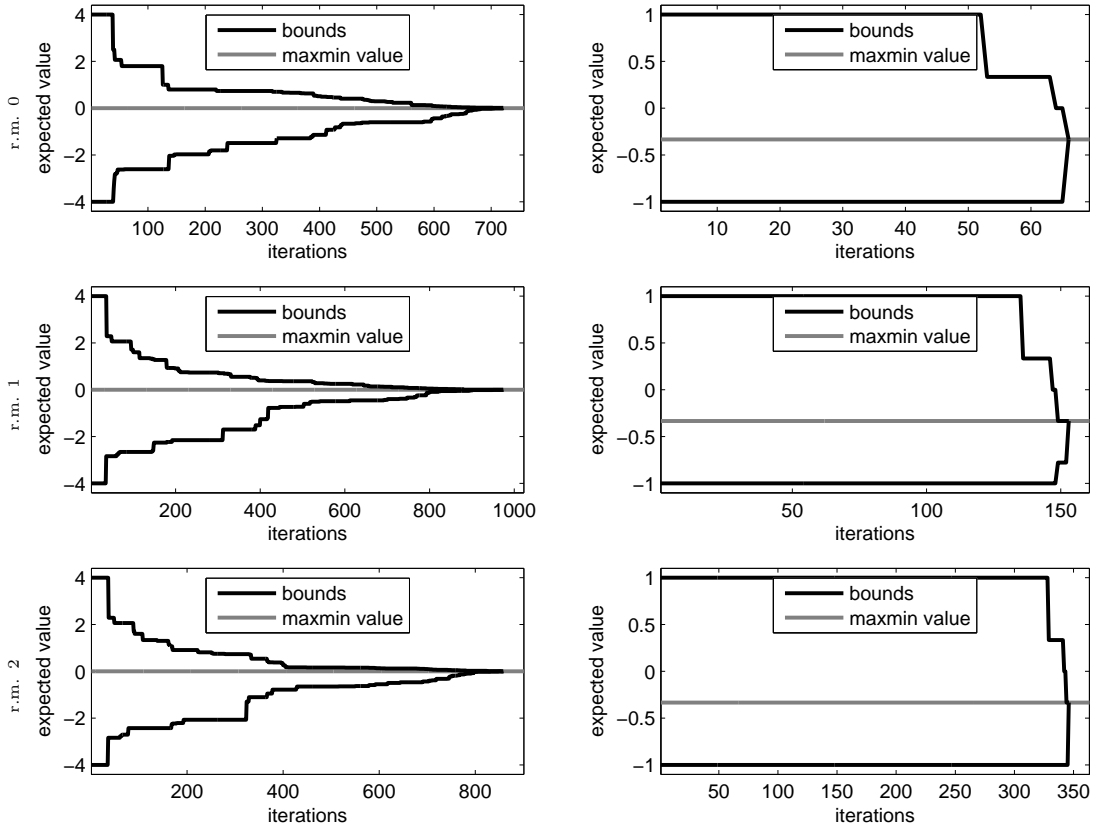 r.m. 0
expected value
4
2
0
−2
−4
bounds
maxmin value
100 200 300 400 500 600 700
iterations
expected value
1
0.5
0
−0.5
−1
bounds
maxmin value
10 20 30 40 50 60
iterations
r.m. 1
expected value
4
2
0
−2
−4
bounds
maxmin value
200 400 600 800 1000
iterations
expected value
1
0.5
0
−0.5
−1
bounds
maxmin value
50 100 150
iterations
r.m. 2
expected value
4
2
0
−2
−4
bounds
maxmin value
200 400 600 800
iterations
expected value
1
0.5
0
−0.5
−1
bounds
maxmin value
50 100 150 200 250 300 350
iterations